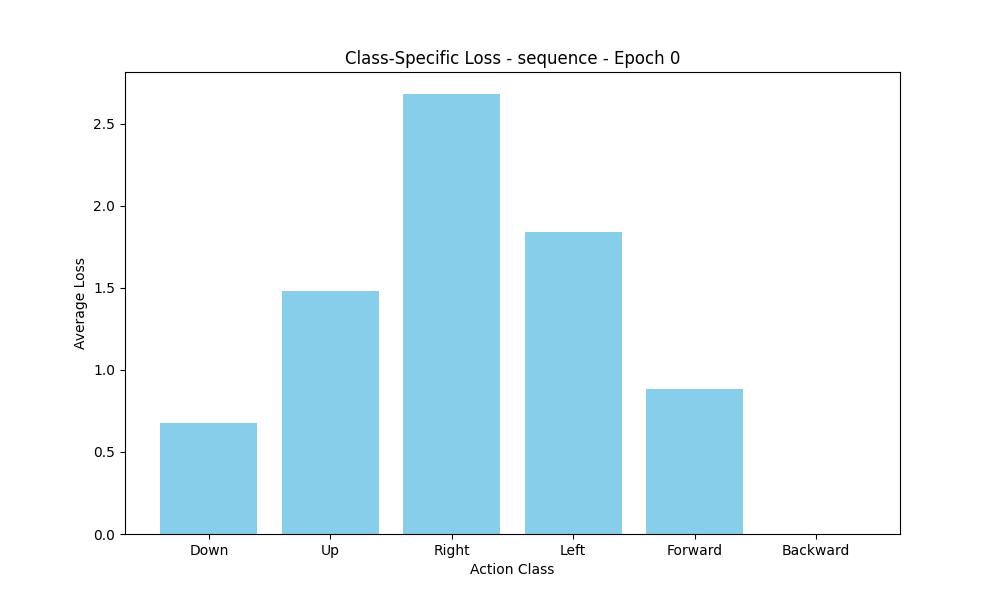 Class-Specific Loss - sequence - Epoch 0
2.5
2.0
1.5
1.0
0.5
0.0
Average Loss
Down Up Right Left Forward Backward
Action Class